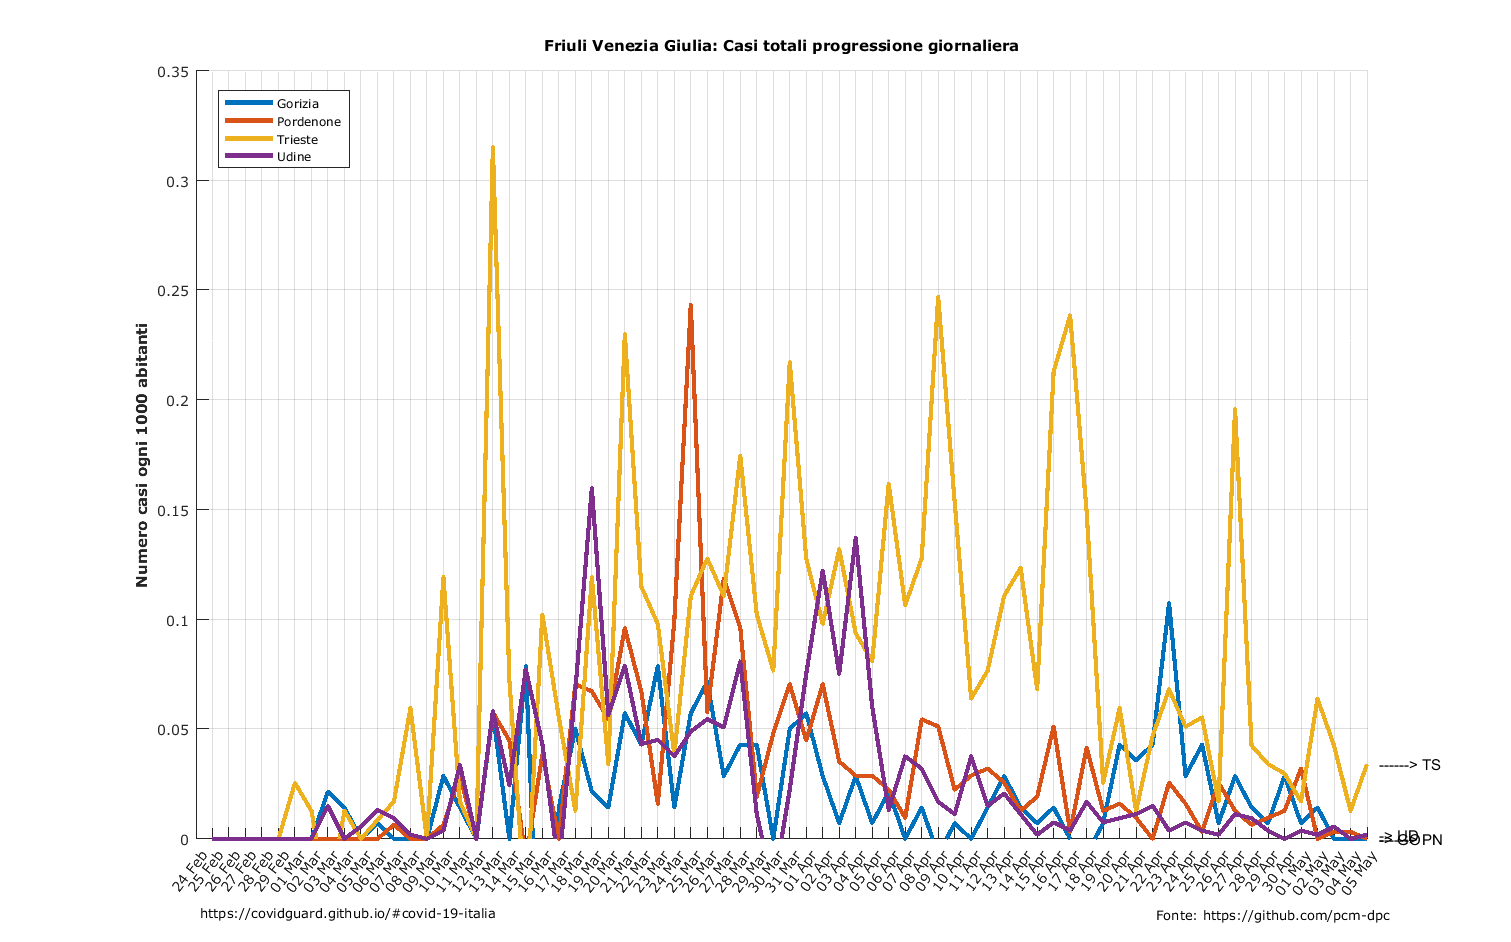 Friuli Venezia Giulia: Casi totali progressione giornaliera
0.35
0.3
0.25
0.2
0.15
0.1
0.05
0
Numero casi ogni 1000 abitanti
Gorizia
Pordenone
Trieste
Udine
------> TS
-> UD
PN
24 Feb
25 Feb
26 Feb
27 Feb
28 Feb
29 Feb
01 Mar
02 Mar
03 Mar
04 Mar
05 Mar
06 Mar
07 Mar
08 Mar
09 Mar
10 Mar
11 Mar
12 Mar
13 Mar
14 Mar
15 Mar
16 Mar
17 Mar
18 Mar
19 Mar
20 Mar
21 Mar
22 Mar
23 Mar
24 Mar
25 Mar
26 Mar
27 Mar
28 Mar
29 Mar
30 Mar
31 Mar
01 Apr
02 Apr
03 Apr
04 Apr
05 Apr
06 Apr
07 Apr
08 Apr
09 Apr
10 Apr
11 Apr
12 Apr
13 Apr
14 Apr
15 Apr
16 Apr
17 Apr
18 Apr
19 Apr
20 Apr
21 Apr
22 Apr
23 Apr
24 Apr
25 Apr
26 Apr
27 Apr
28 Apr
29 Apr
30 Apr
01 May
02 May
03 May
04 May
05 May
https://covidguard.github.io/#covid-19-italia
Fonte: https://github.com/pcm-dpc